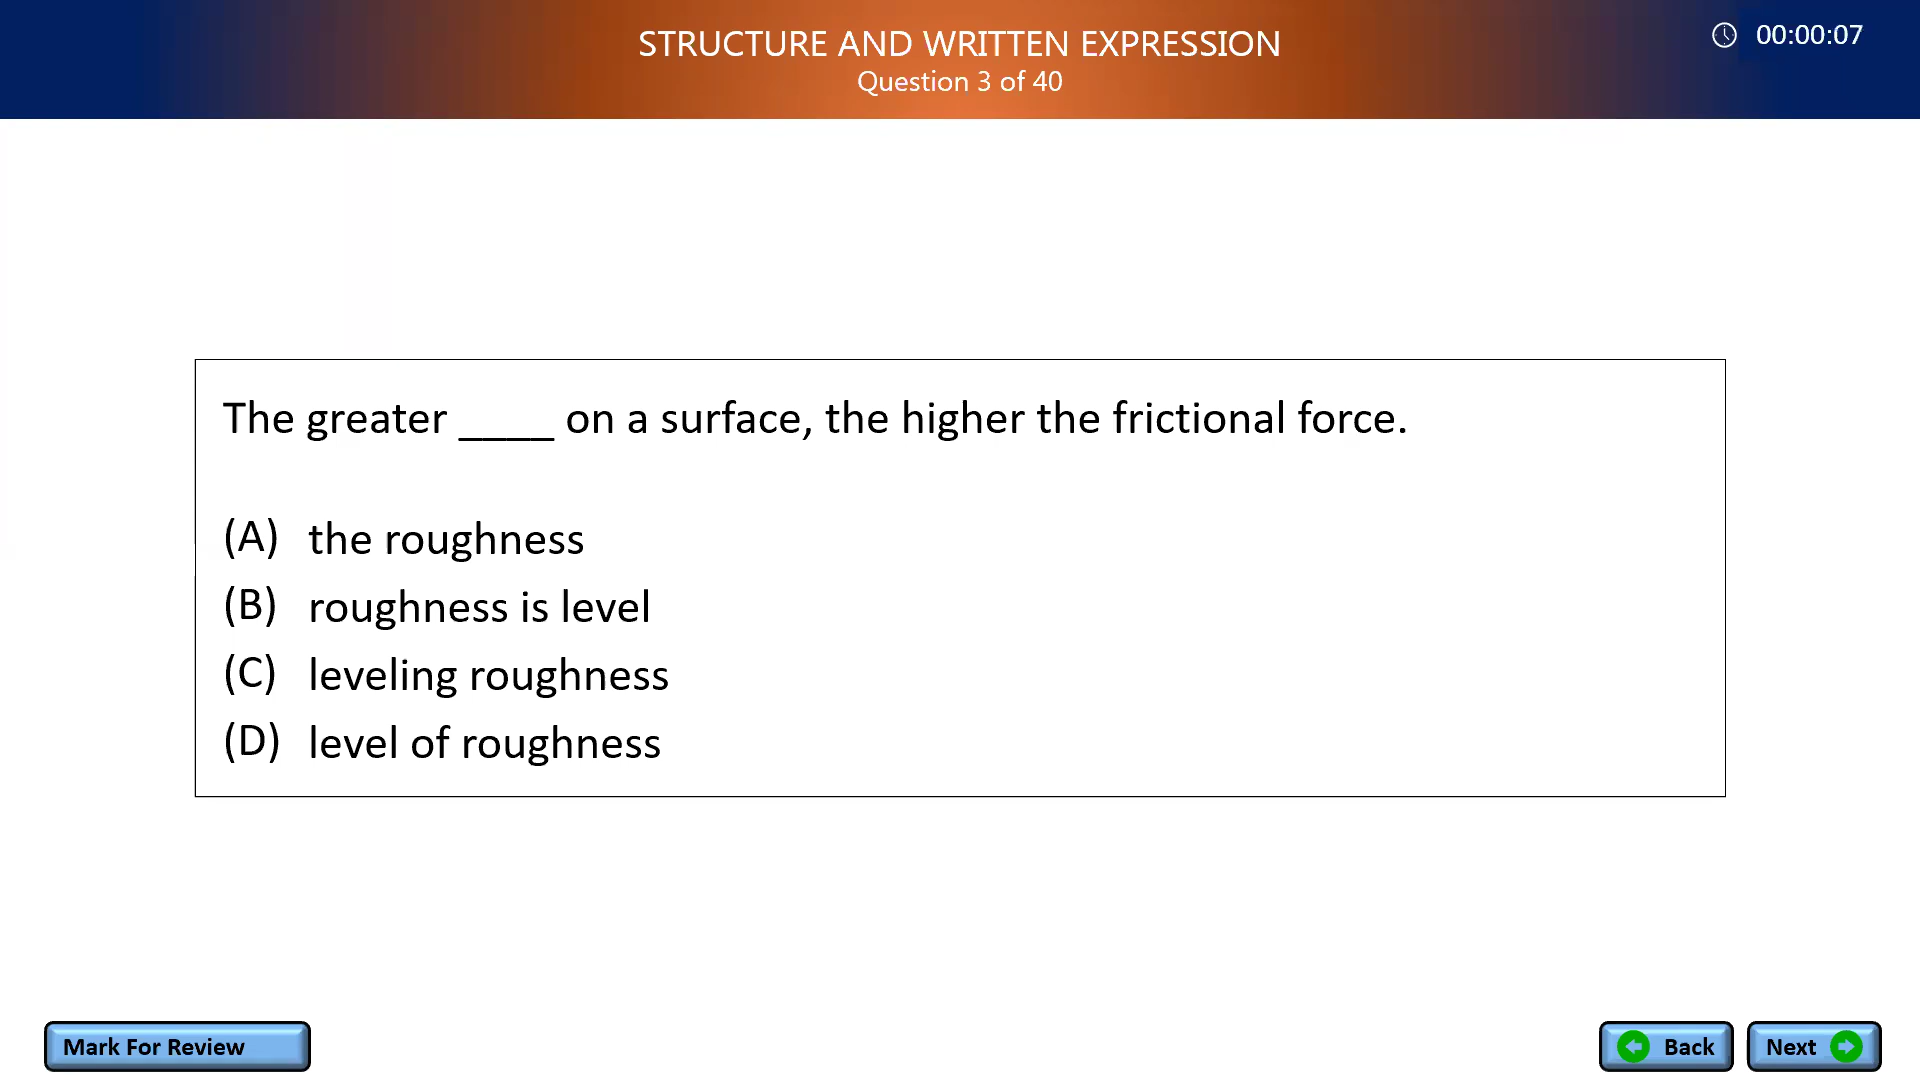 STRUCTURE AND WRITTEN EXPRESSION
Question 3 of 40
00:00:07
The greater ____ on a surface, the higher the frictional force.
(A) the roughness
(B) roughness is level
(C) leveling roughness
(D) level of roughness
Mark For Review
Back
Next